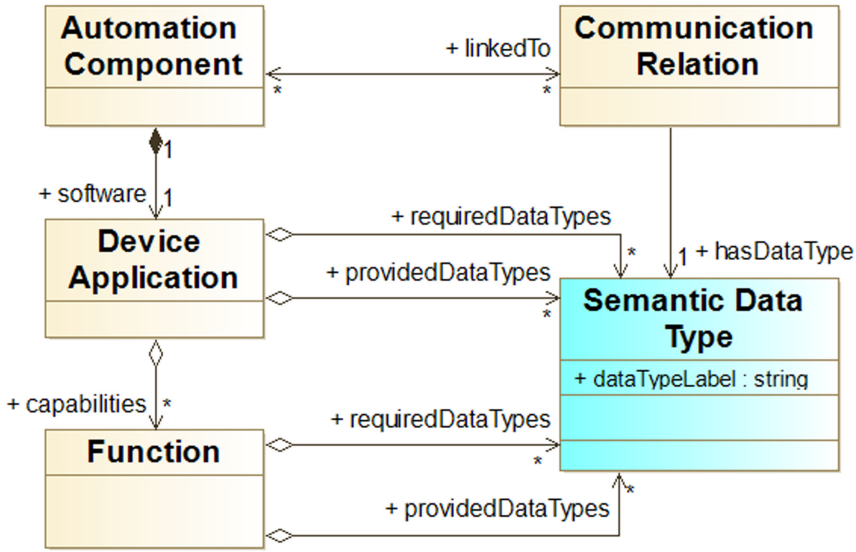 Automation
Component
+ linkedTo
*
*
Communication
Relation
1
+ software
1
Device
Application
+ requiredDataTypes
*
+ providedDataTypes
*
1
+ hasDataType
Semantic Data
Type
+ dataTypeLabel : string
+ capabilities
*
Function
+ requiredDataTypes
*
+ providedDataTypes
*